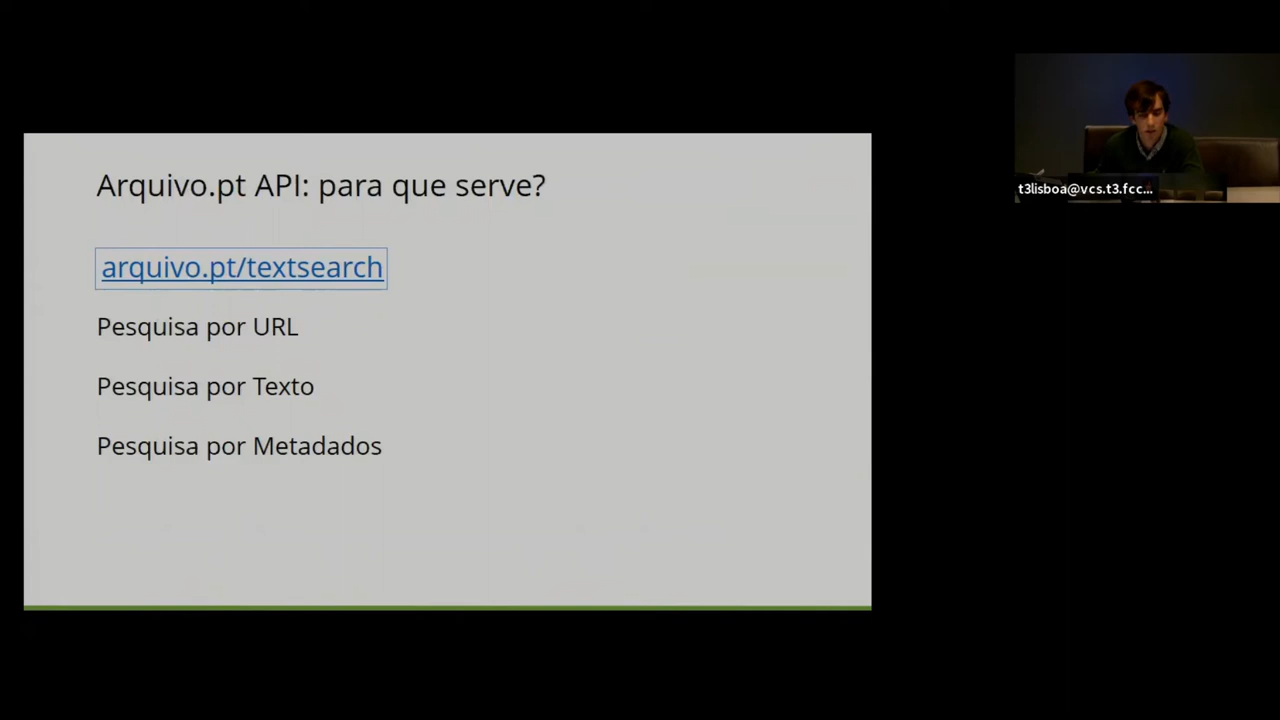 Arquivo.pt API: para que serve?
arquivo.pt/textsearch
Pesquisa por URL
Pesquisa por Texto
Pesquisa por Metadados
t3lisboa@vcs.t3.fcc...